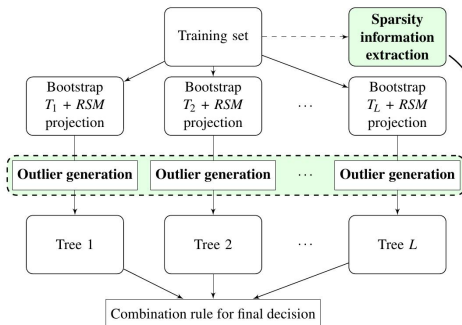 Training set
Sparsity
information
extraction
Bootstrap
T₁ + RSM
projection
Bootstrap
T₂ + RSM
projection
···
Bootstrap
T_L + RSM
projection
Outlier generation
Outlier generation
···
Outlier generation
Tree 1
Tree 2
···
Tree L
Combination rule for final decision